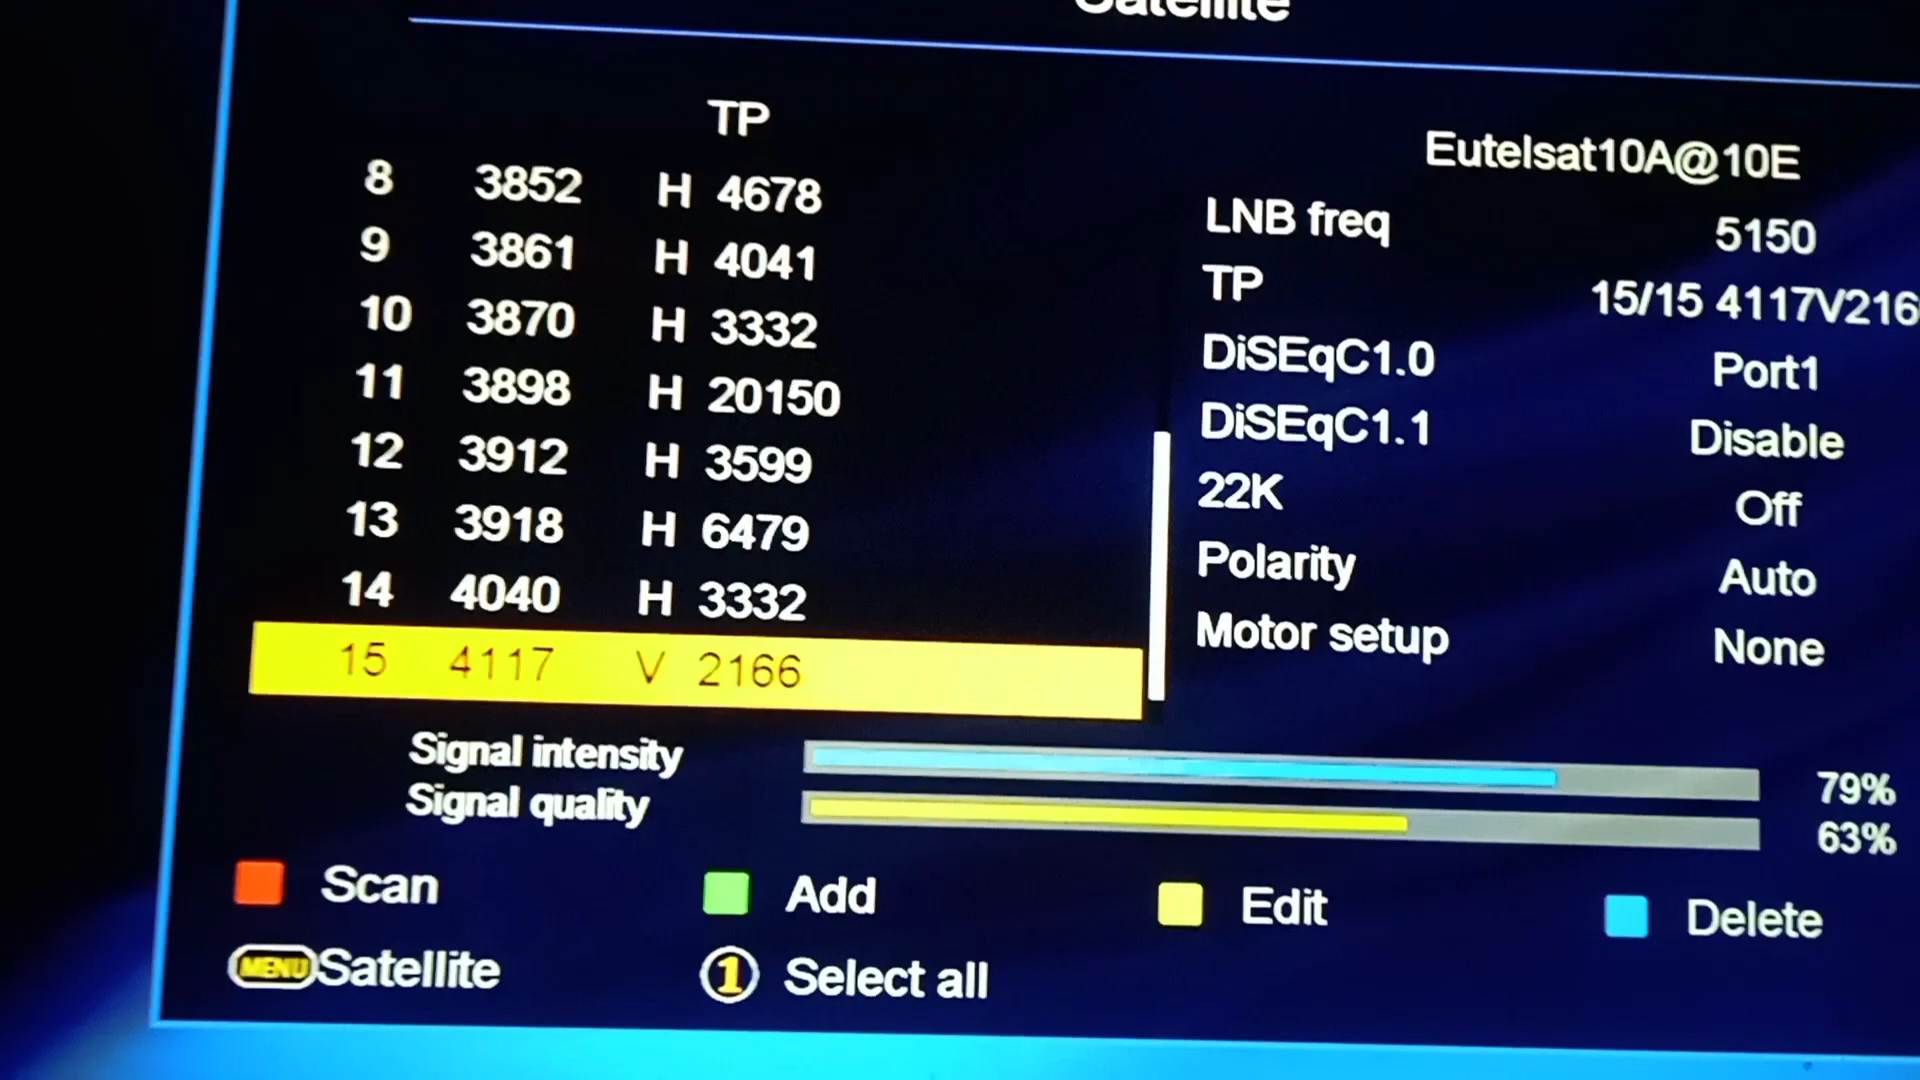 Satellite
TP
8 3852 H 4678
9 3861 H 4041
10 3870 H 3332
11 3898 H 20150
12 3912 H 3599
13 3918 H 6479
14 4040 H 3332
15 4117 V 2166
Eutelsat10A@10E
LNB freq 5150
TP 15/15 4117V216
DiSEqC1.0 Port1
DiSEqC1.1 Disable
22K Off
Polarity Auto
Motor setup None
Signal intensity 79%
Signal quality 63%
Scan Add Edit Delete
MENU Satellite 1 Select all